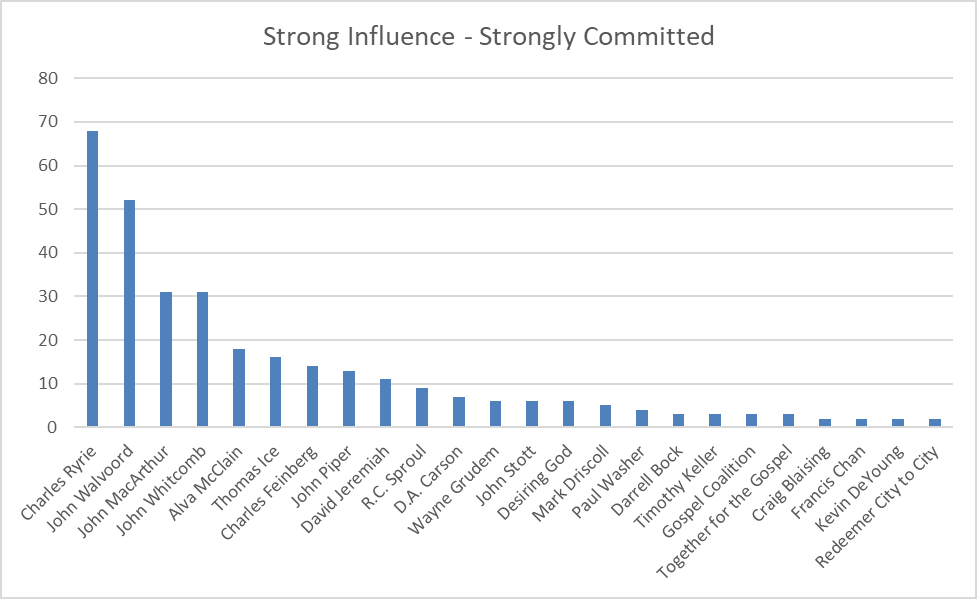 Strong Influence - Strongly Committed
80
70
60
50
40
30
20
10
0
Charles Ryrie
John Walvoord
John MacArthur
John Whitcomb
Alva McClain
Thomas Ice
Charles Feinberg
John Piper
David Jeremiah
R.C. Sproul
D.A. Carson
Wayne Grudem
John Stott
Desiring God
Mark Driscoll
Paul Washer
Darrell Bock
Timothy Keller
Gospel Coalition
Together for the Gospel
Craig Blaising
Francis Chan
Kevin DeYoung
Redeemer City to City